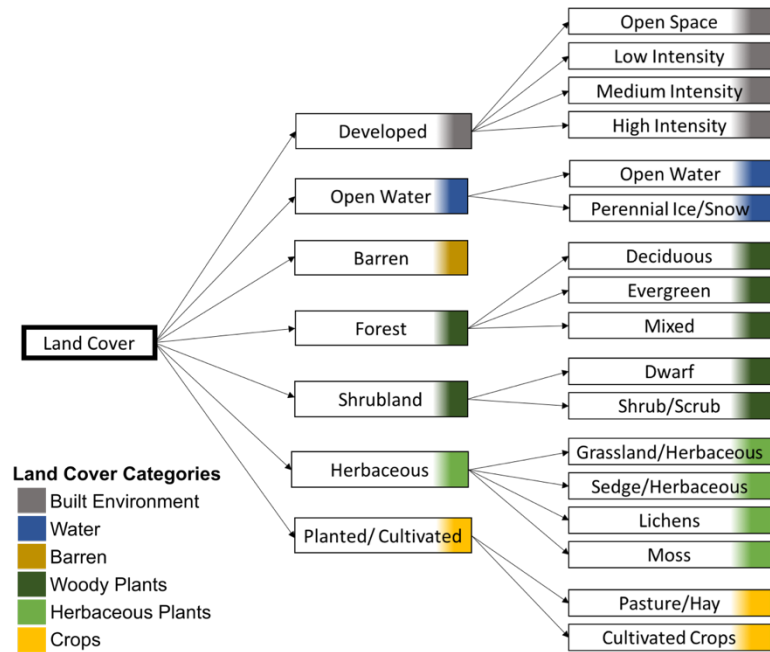 Land Cover
Developed
Open Water
Barren
Forest
Shrubland
Herbaceous
Planted/ Cultivated
Open Space
Low Intensity
Medium Intensity
High Intensity
Open Water
Perennial Ice/Snow
Deciduous
Evergreen
Mixed
Dwarf
Shrub/Scrub
Grassland/Herbaceous
Sedge/Herbaceous
Lichens
Moss
Pasture/Hay
Cultivated Crops
Land Cover Categories
Built Environment
Water
Barren
Woody Plants
Herbaceous Plants
Crops